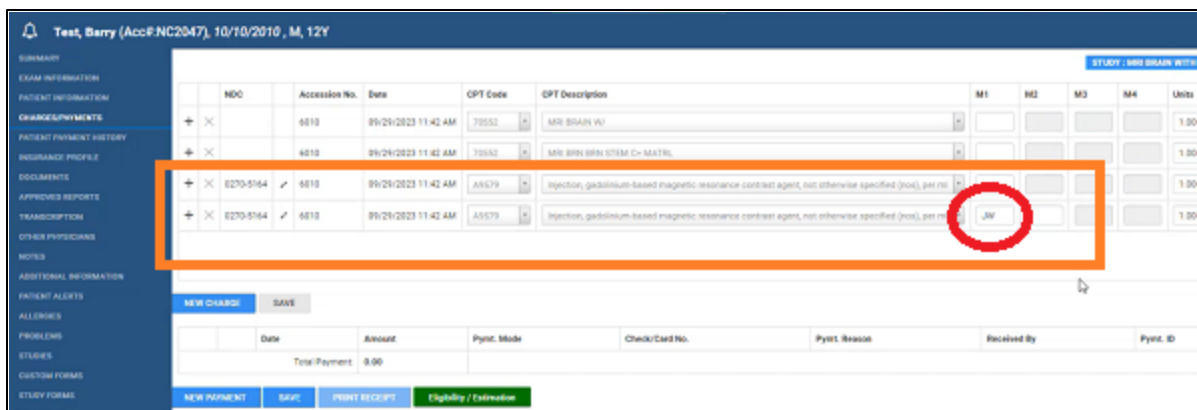 Test, Barry (Acc#:NC2047), 10/10/2010 , M, 12Y
SUMMARY
EXAM INFORMATION
PATIENT INFORMATION
CHARGES/PAYMENTS
PATIENT PAYMENT HISTORY
INSURANCE PROFILE
DOCUMENTS
APPROVED REPORTS
TRANSCRIPTION
OTHER PHYSICIANS
NOTES
ADDITIONAL INFORMATION
PATIENT ALERTS
ALLERGIES
PROBLEMS
STUDIES
CUSTOM FORMS
STUDY FORMS
STUDY : MRI BRAIN WITH
NDC Accession No. Date CPT Code CPT Description M1 M2 M3 M4 Units
6010 09/29/2023 11:42 AM 70552 MRI BRAIN W/ 1.00
6010 09/29/2023 11:42 AM 70552 MRI BRN BRN STEM C+ MATRL 1.00
0270-5164 6010 09/29/2023 11:42 AM A9579 Injection, gadolinium-based magnetic resonance contrast agent, not otherwise specified (nos), per ml 1.00
0270-5164 6010 09/29/2023 11:42 AM A9579 Injection, gadolinium-based magnetic resonance contrast agent, not otherwise specified (nos), per ml JW 1.00
NEW CHARGE SAVE
Date Amount Pymt. Mode Check/Card No. Pymt. Reason Received By Pymt. ID
Total Payment 0.00
NEW PAYMENT SAVE PRINT RECEIPT Eligibility / Estimation